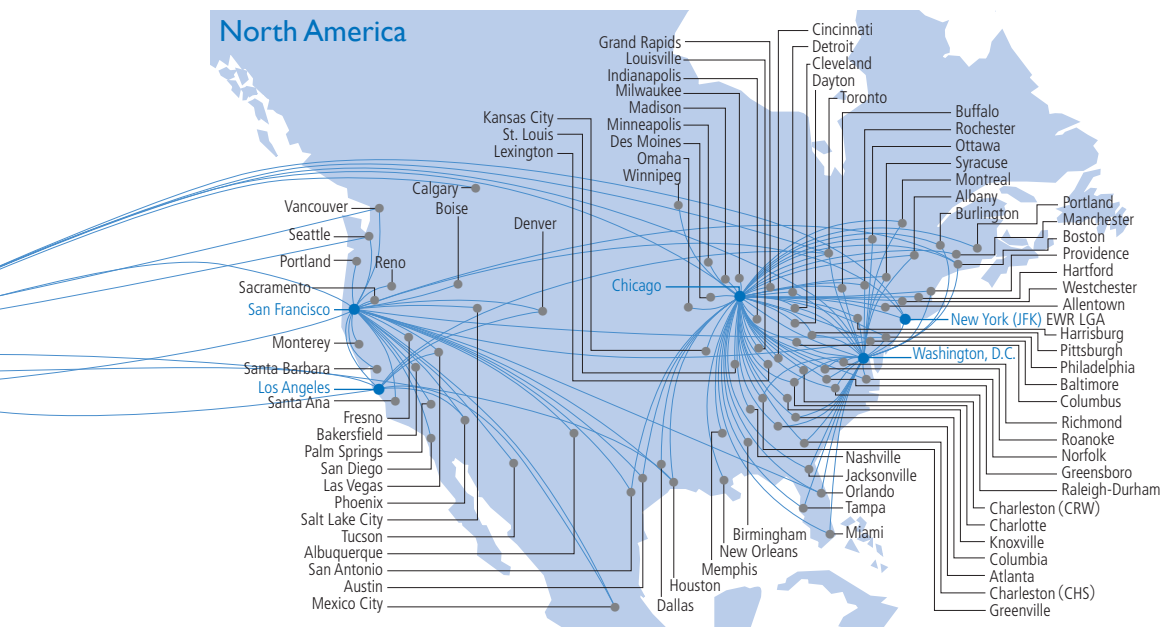 North America
Cincinnati
Grand Rapids
Detroit
Louisville
Cleveland
Indianapolis
Dayton
Milwaukee
Toronto
Madison
Kansas City
Minneapolis
St. Louis
Des Moines
Lexington
Omaha
Winnipeg
Buffalo
Rochester
Ottawa
Syracuse
Montreal
Albany
Burlington
Portland
Manchester
Boston
Providence
Hartford
Westchester
Allentown
New York (JFK) EWR LGA
Harrisburg
Pittsburgh
Washington, D.C.
Philadelphia
Baltimore
Columbus
Richmond
Roanoke
Norfolk
Greensboro
Raleigh-Durham
Charleston (CRW)
Charlotte
Knoxville
Columbia
Atlanta
Charleston (CHS)
Greenville
Calgary
Vancouver
Boise
Denver
Seattle
Portland
Reno
Sacramento
San Francisco
Chicago
Monterey
Santa Barbara
Los Angeles
Santa Ana
Fresno
Bakersfield
Palm Springs
San Diego
Las Vegas
Phoenix
Salt Lake City
Tucson
Albuquerque
San Antonio
Austin
Mexico City
Nashville
Jacksonville
Orlando
Tampa
Miami
Birmingham
New Orleans
Memphis
Houston
Dallas